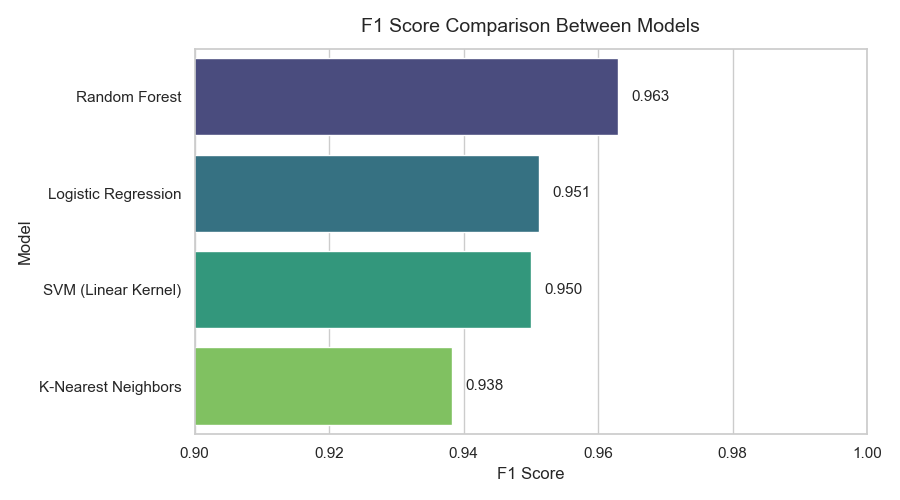 F1 Score Comparison Between Models
Random Forest
0.963
Logistic Regression
0.951
Model
SVM (Linear Kernel)
0.950
K-Nearest Neighbors
0.938
0.90 0.92 0.94 0.96 0.98 1.00
F1 Score